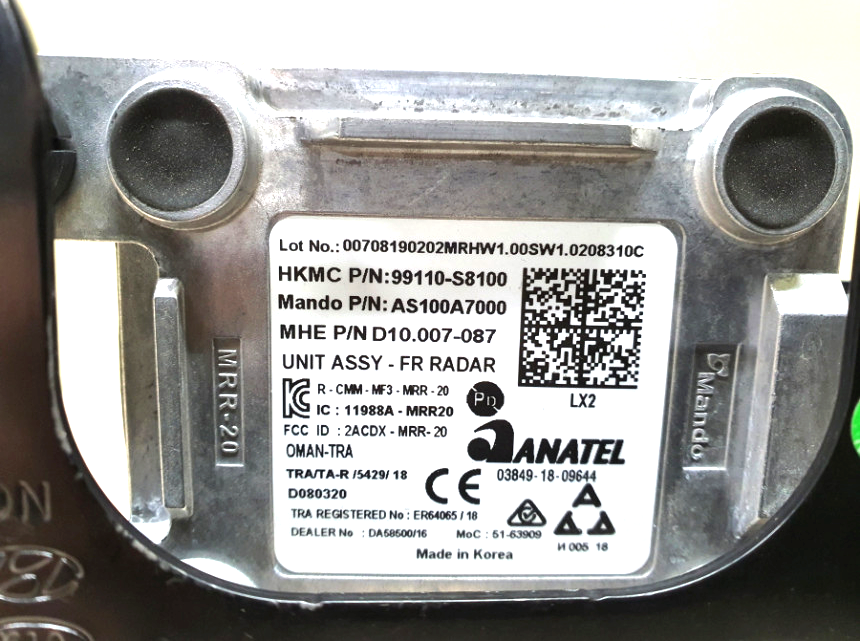 Lot No.: 00708190202MRHW1.00SW1.0208310C
HKMC P/N:99110-S8100
Mando P/N: AS100A7000
MHE P/N D10.007-087
UNIT ASSY - FR RADAR
LX2
R - CMM - MF3 - MRR - 20
IC : 11988A - MRR20
FCC ID : 2ACDX - MRR- 20
OMAN-TRA
TRA/TA-R /5429/ 18
D080320
ANATEL
03849-18-09644
CE
TRA REGISTERED No : ER64065 / 18
DEALER No : DA58500/16
MoC : 51-63909
И 005 18
Made in Korea
MRR-20
Mando